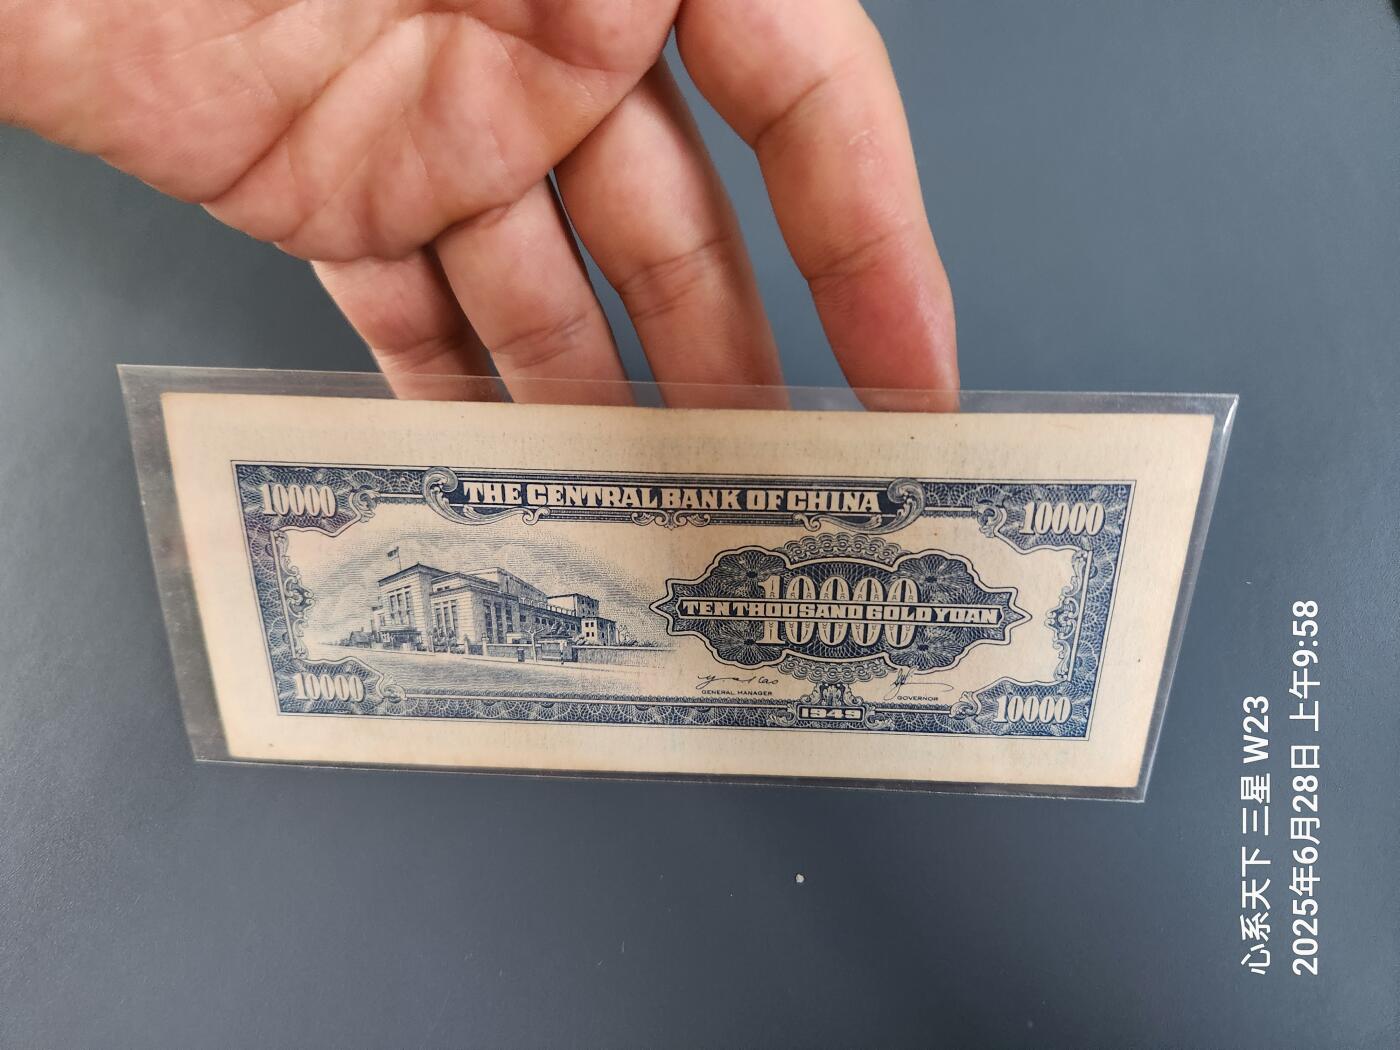 10000
THE CENTRAL BANK OF CHINA
10000
10000
TEN THOUSAND GOLD YUAN
10000
GENERAL MANAGER
GOVERNOR
1949
10000
心系天下 三星 W23
2025年6月28日 上午9:58